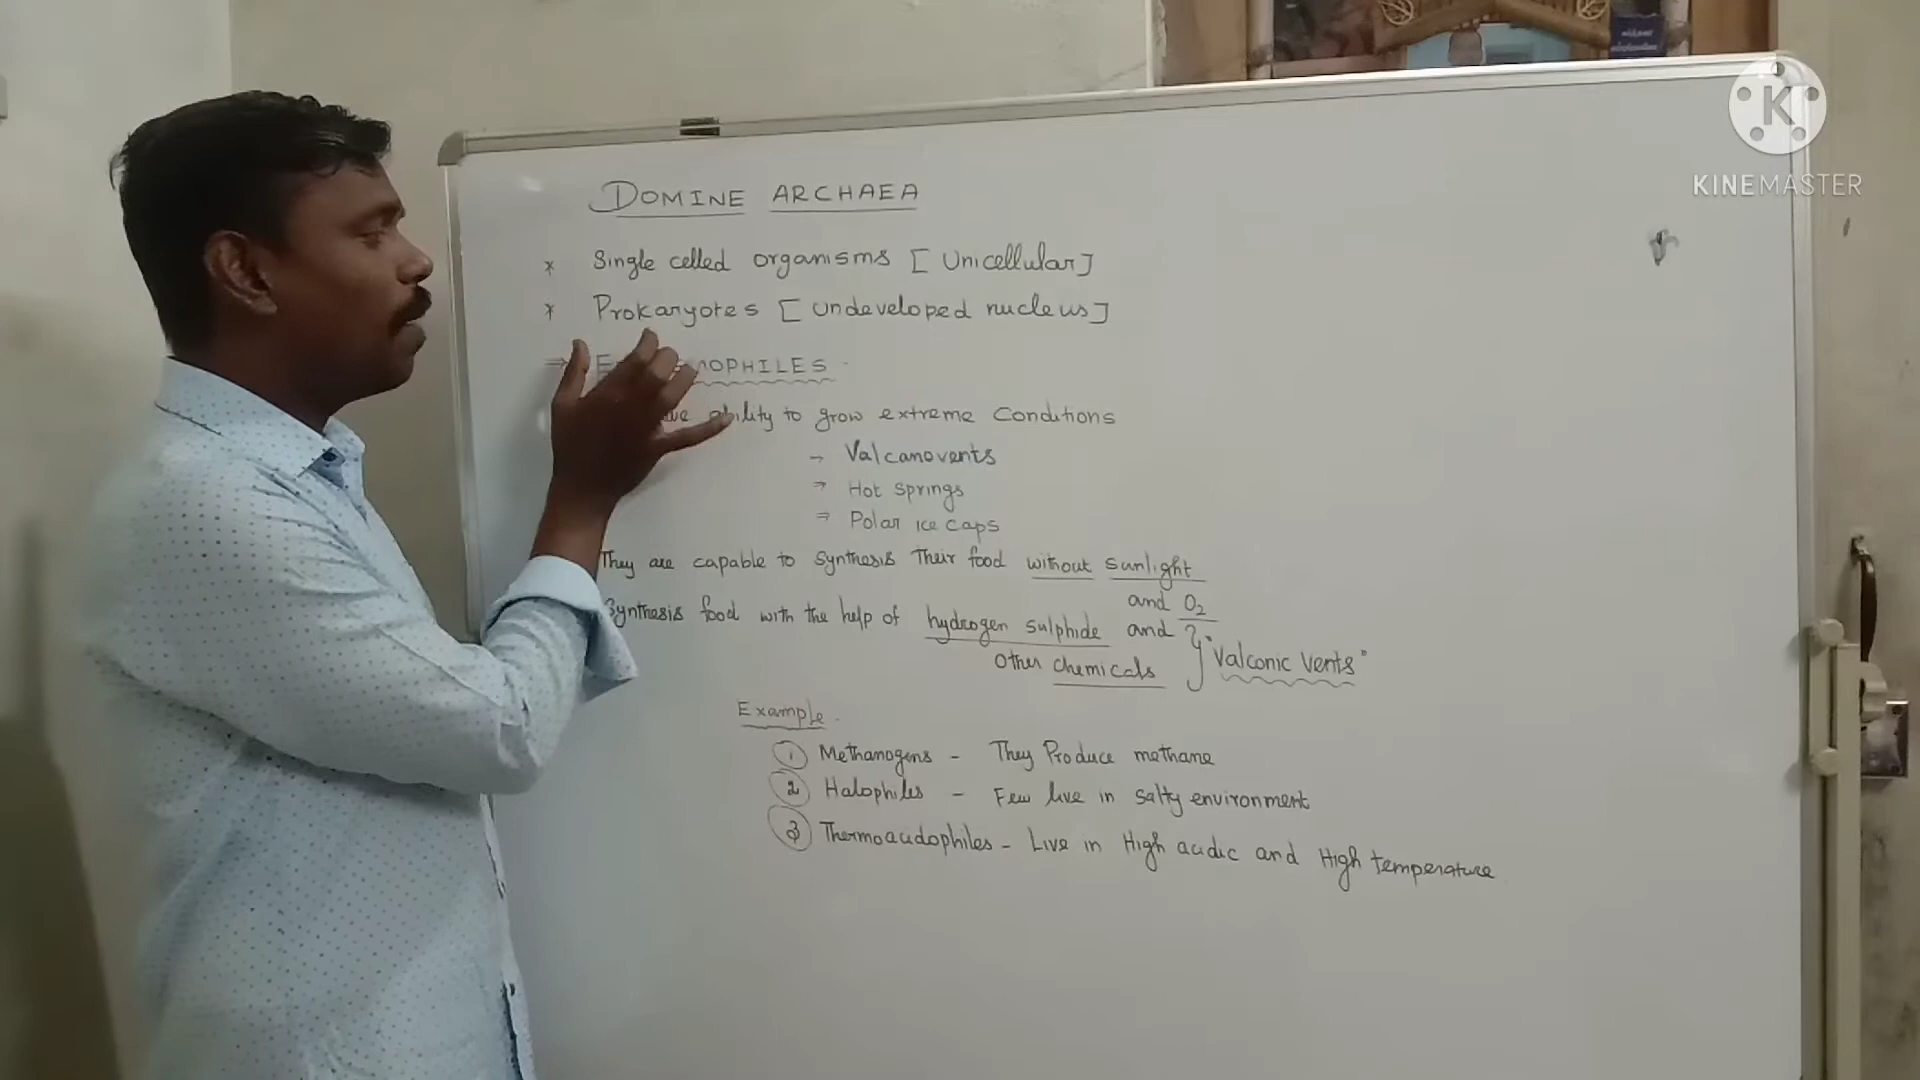 DOMINE ARCHAEA
* Single celled organisms [Unicellular]
* Prokaryotes [Undeveloped nucleus]
⇒ OPHILES
ability to grow extreme Conditions
→ Valcanovents
⇒ Hot Springs
⇒ Polar ice caps
They are capable to synthesis Their food without sunlight
and O₂
Synthesis food with the help of hydrogen sulphide and
Other chemicals } "Valconic vents"
Example
① Methanogens - They Produce methane
② Halophiles - Few live in salty environment
③ Thermoacidophiles - Live in High acidic and High temperature
K
KINEMASTER